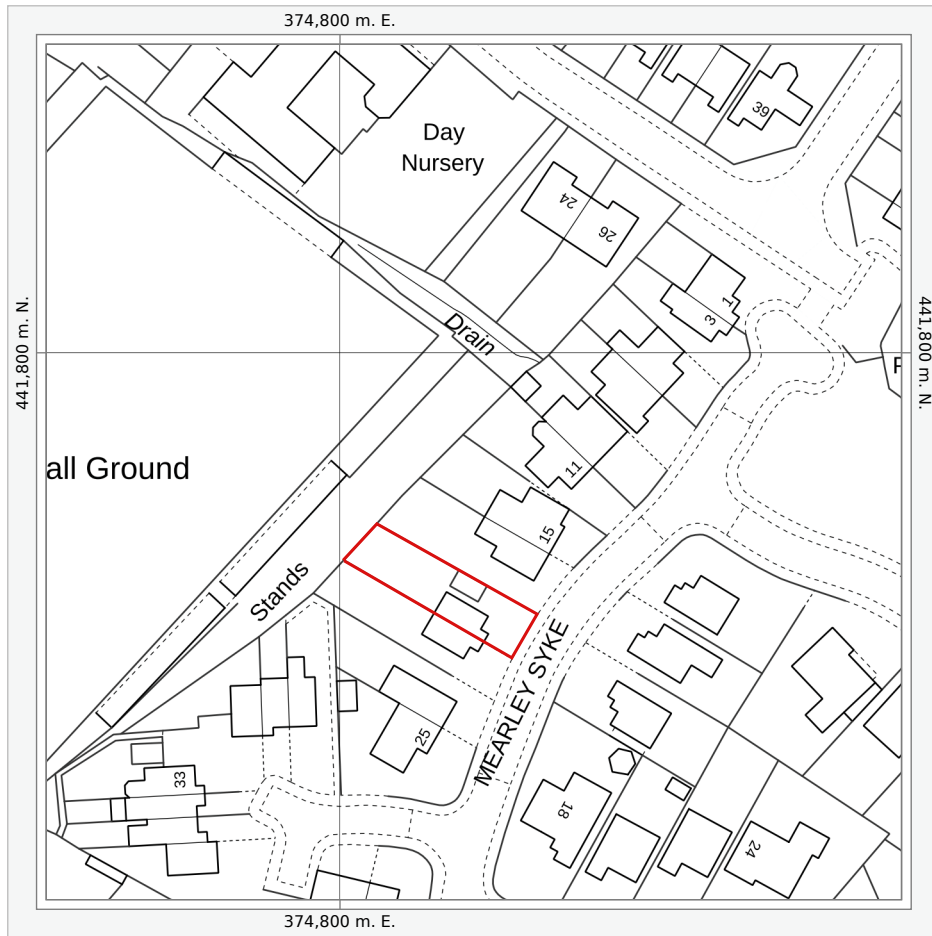 374,800 m. E.
39
Day
Nursery
24
26
1
3
441,800 m. N.
441,800 m. N.
Drain
F
all Ground
11
15
Stands
MEARLEY SYKE
25
33
18
24
374,800 m. E.